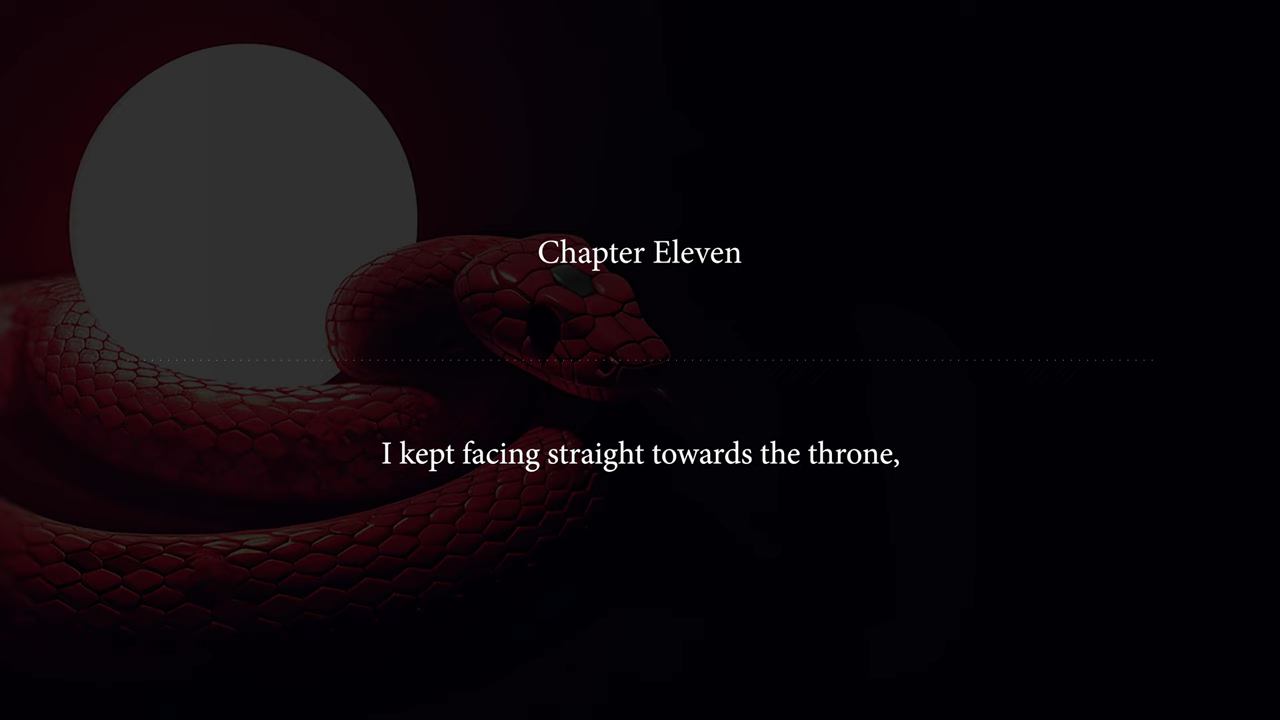 Chapter Eleven
I kept facing straight towards the throne,